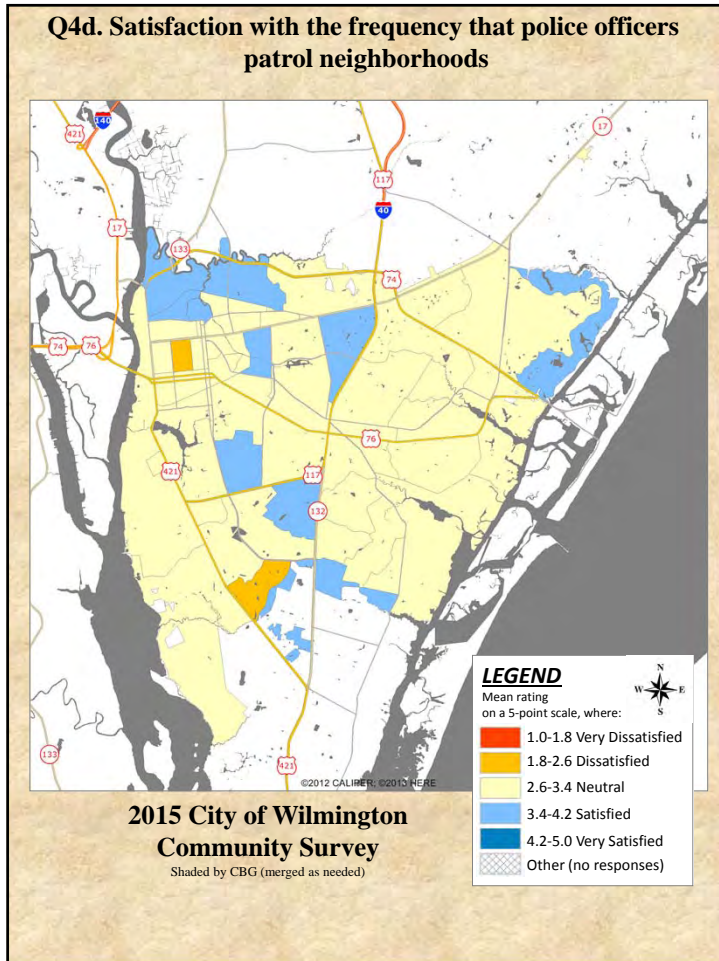 Q4d. Satisfaction with the frequency that police officers
patrol neighborhoods
140
421
17
117
17
40
133
74
74
76
76
421
117
132
133
421
LEGEND
Mean rating
on a 5-point scale, where:
N
W E
S
1.0-1.8 Very Dissatisfied
1.8-2.6 Dissatisfied
2.6-3.4 Neutral
3.4-4.2 Satisfied
4.2-5.0 Very Satisfied
Other (no responses)
©2012 CALIPER; ©2013 HERE
2015 City of Wilmington
Community Survey
Shaded by CBG (merged as needed)